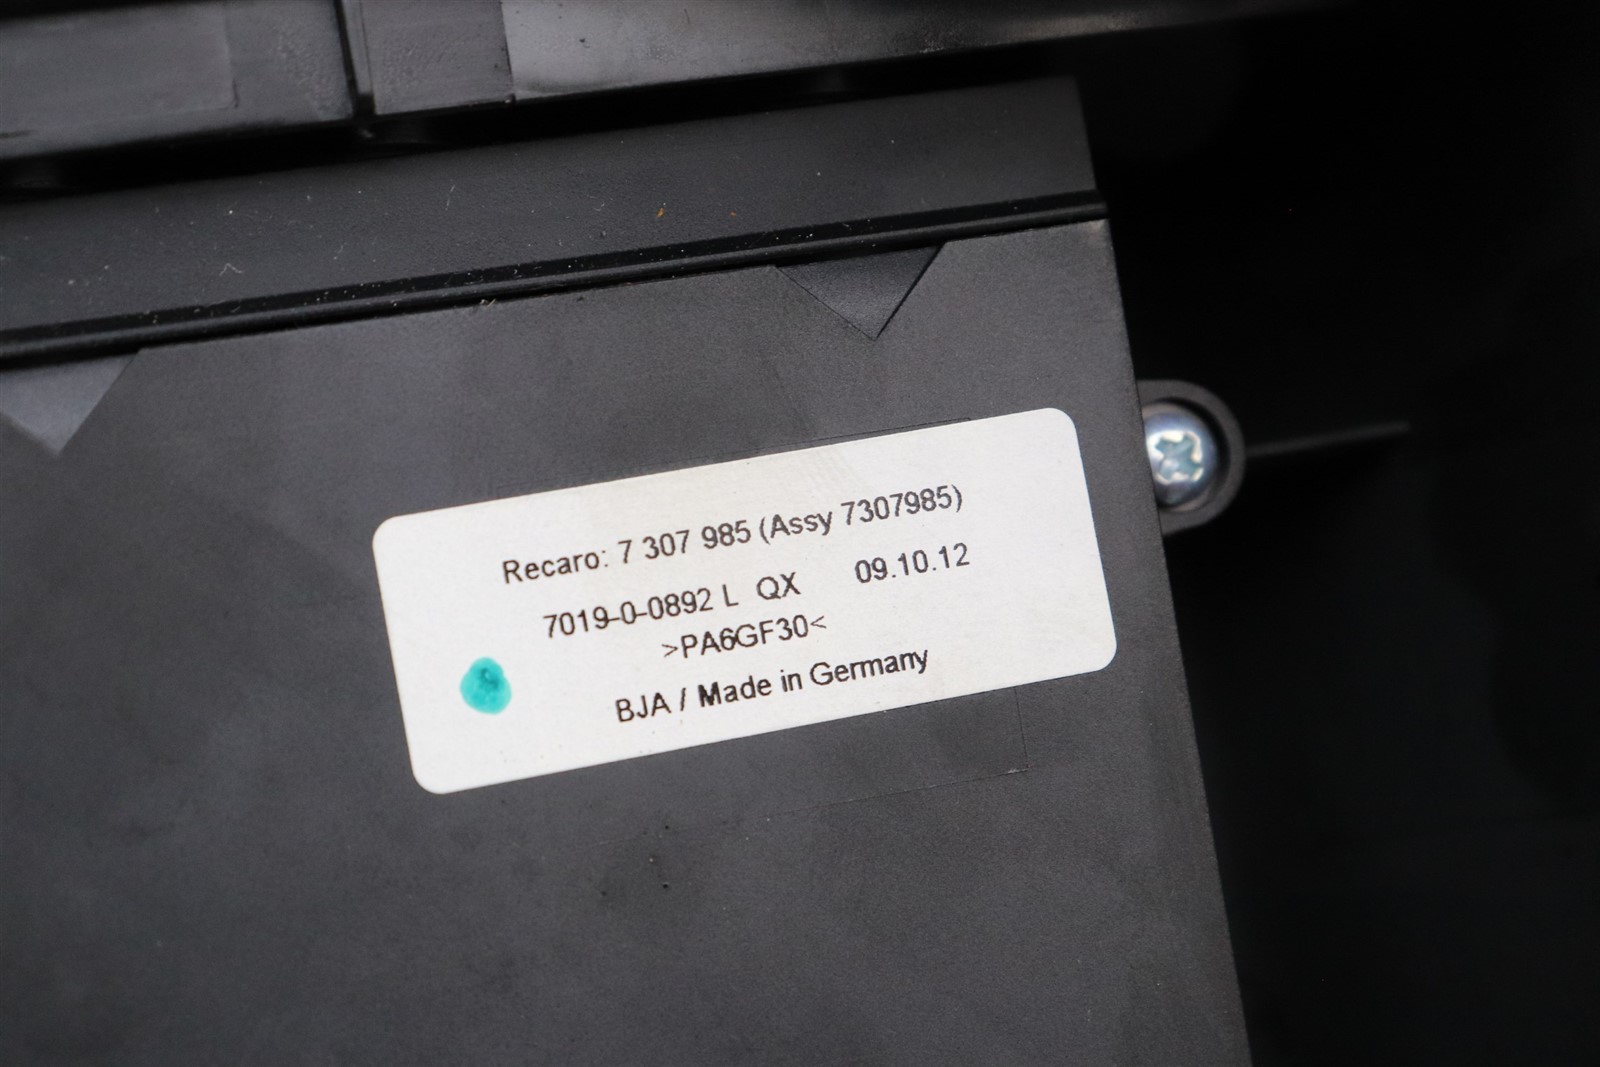 Recaro: 7 307 985 (Assy 7307985)
7019-0-0892 L QX 09.10.12
>PA6GF30<
BJA / Made in Germany